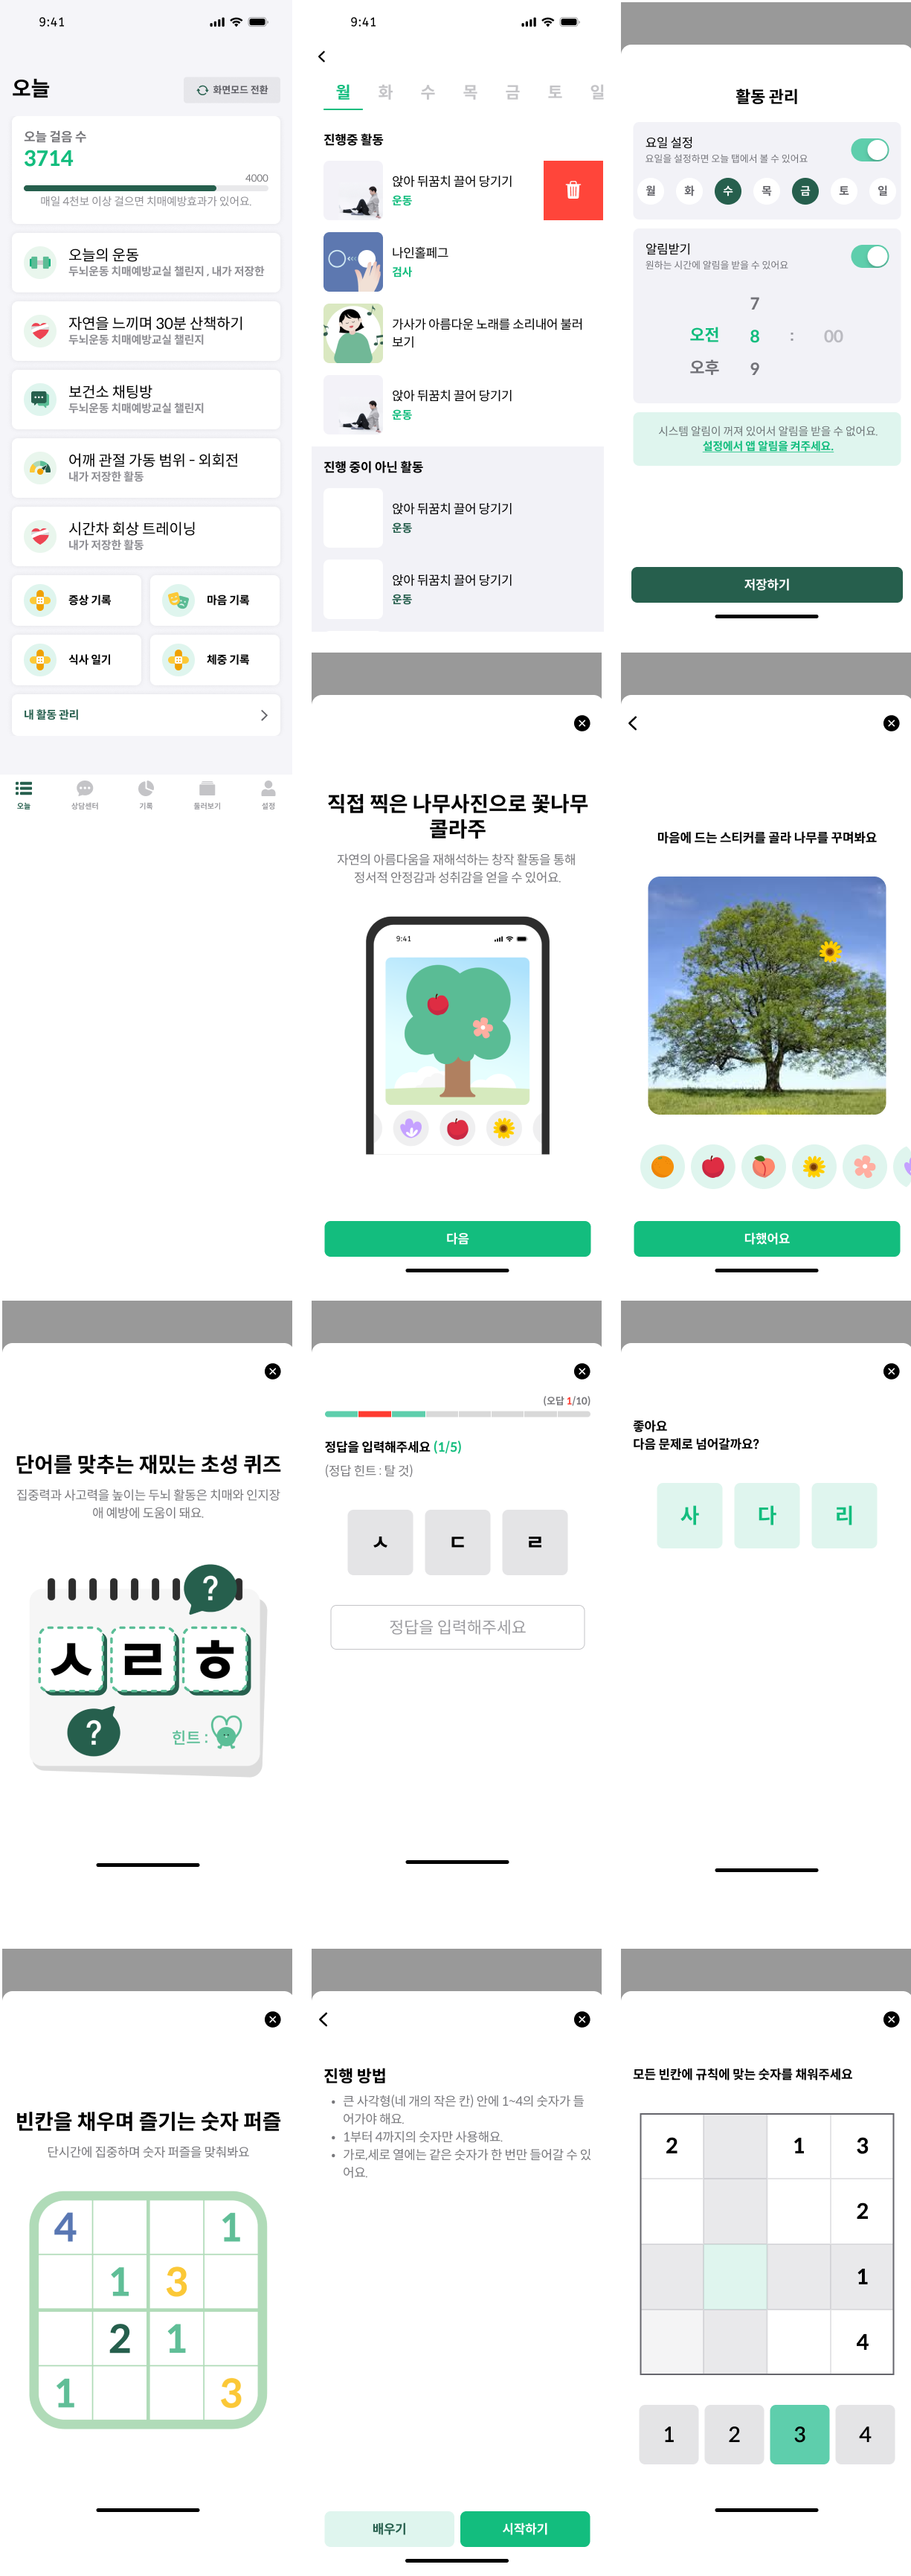 9:41
오늘
화면모드 전환
오늘 걸음 수
3714
4000
매일 4천보 이상 걸으면 치매예방효과가 있어요.
오늘의 운동
두뇌운동 치매예방교실 챌린지 , 내가 저장한
자연을 느끼며 30분 산책하기
두뇌운동 치매예방교실 챌린지
보건소 채팅방
두뇌운동 치매예방교실 챌린지
어깨 관절 가동 범위 - 외회전
내가 저장한 활동
시간차 회상 트레이닝
내가 저장한 활동
증상 기록
마음 기록
식사 일기
체중 기록
내 활동 관리
오늘
상담센터
기록
둘러보기
설정
9:41
월 화 수 목 금 토 일
진행중 활동
앉아 뒤꿈치 끌어 당기기
운동
나인홀페그
검사
가사가 아름다운 노래를 소리내어 불러
보기
앉아 뒤꿈치 끌어 당기기
운동
진행 중이 아닌 활동
앉아 뒤꿈치 끌어 당기기
운동
앉아 뒤꿈치 끌어 당기기
운동
활동 관리
요일 설정
요일을 설정하면 오늘 탭에서 볼 수 있어요
월 화 수 목 금 토 일
알림받기
원하는 시간에 알림을 받을 수 있어요
7
오전 8 : 00
오후 9
시스템 알림이 꺼져 있어서 알림을 받을 수 없어요.
설정에서 앱 알림을 켜주세요.
저장하기
직접 찍은 나무사진으로 꽃나무
콜라주
자연의 아름다움을 재해석하는 창작 활동을 통해
정서적 안정감과 성취감을 얻을 수 있어요.
9:41
다음
마음에 드는 스티커를 골라 나무를 꾸며봐요
다했어요
단어를 맞추는 재밌는 초성 퀴즈
집중력과 사고력을 높이는 두뇌 활동은 치매와 인지장
애 예방에 도움이 돼요.
?
ㅅ ㄹ ㅎ
?
힌트 :
(오답 1/10)
정답을 입력해주세요 (1/5)
(정답 힌트 : 탈 것)
ㅅ ㄷ ㄹ
정답을 입력해주세요
좋아요
다음 문제로 넘어갈까요?
사 다 리
빈칸을 채우며 즐기는 숫자 퍼즐
단시간에 집중하며 숫자 퍼즐을 맞춰봐요
4 1
1 3
2 1
1 3
진행 방법
• 큰 사각형(네 개의 작은 칸) 안에 1~4의 숫자가 들
어가야 해요.
• 1부터 4까지의 숫자만 사용해요.
• 가로,세로 열에는 같은 숫자가 한 번만 들어갈 수 있
어요.
배우기
시작하기
모든 빈칸에 규칙에 맞는 숫자를 채워주세요
2 1 3
2
1
4
1 2 3 4